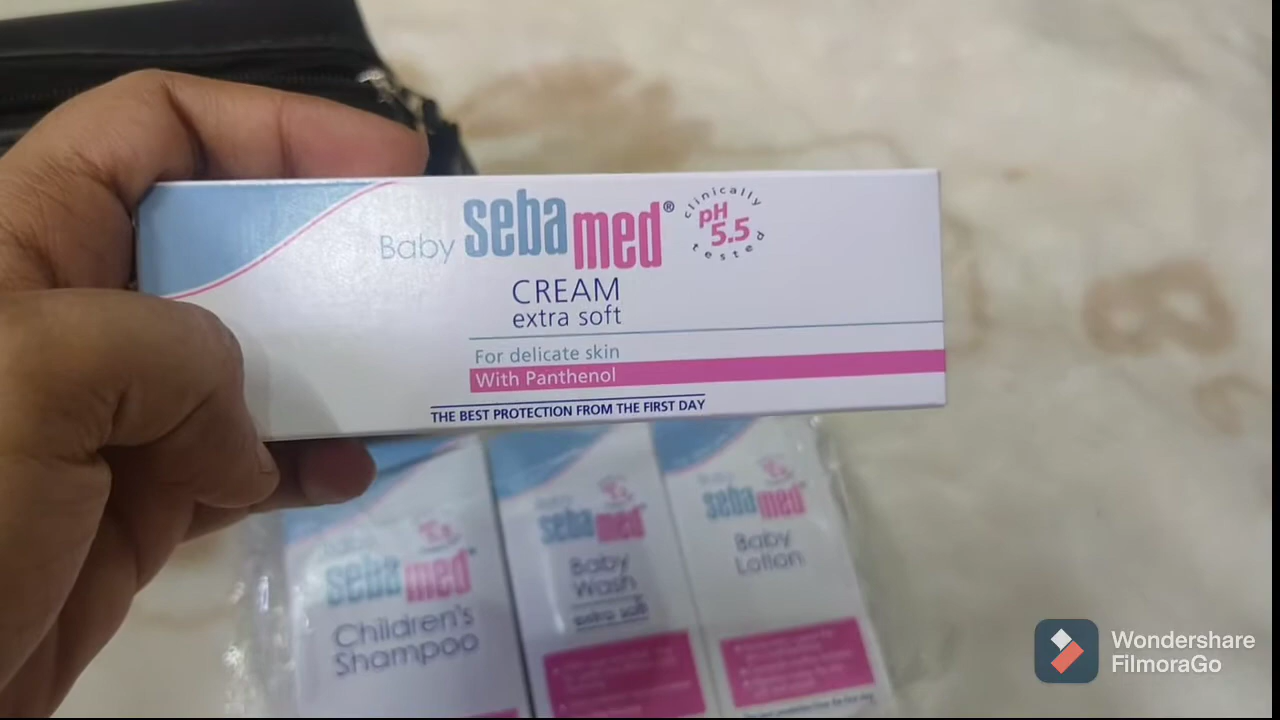 Baby sebamed®
clinically tested
pH 5.5
CREAM
extra soft
For delicate skin
With Panthenol
THE BEST PROTECTION FROM THE FIRST DAY
sebamed
Children's
Shampoo
baby
sebamed
Baby
Wash
extra soft
baby
sebamed
Baby
Lotion
Wondershare
FilmoraGo